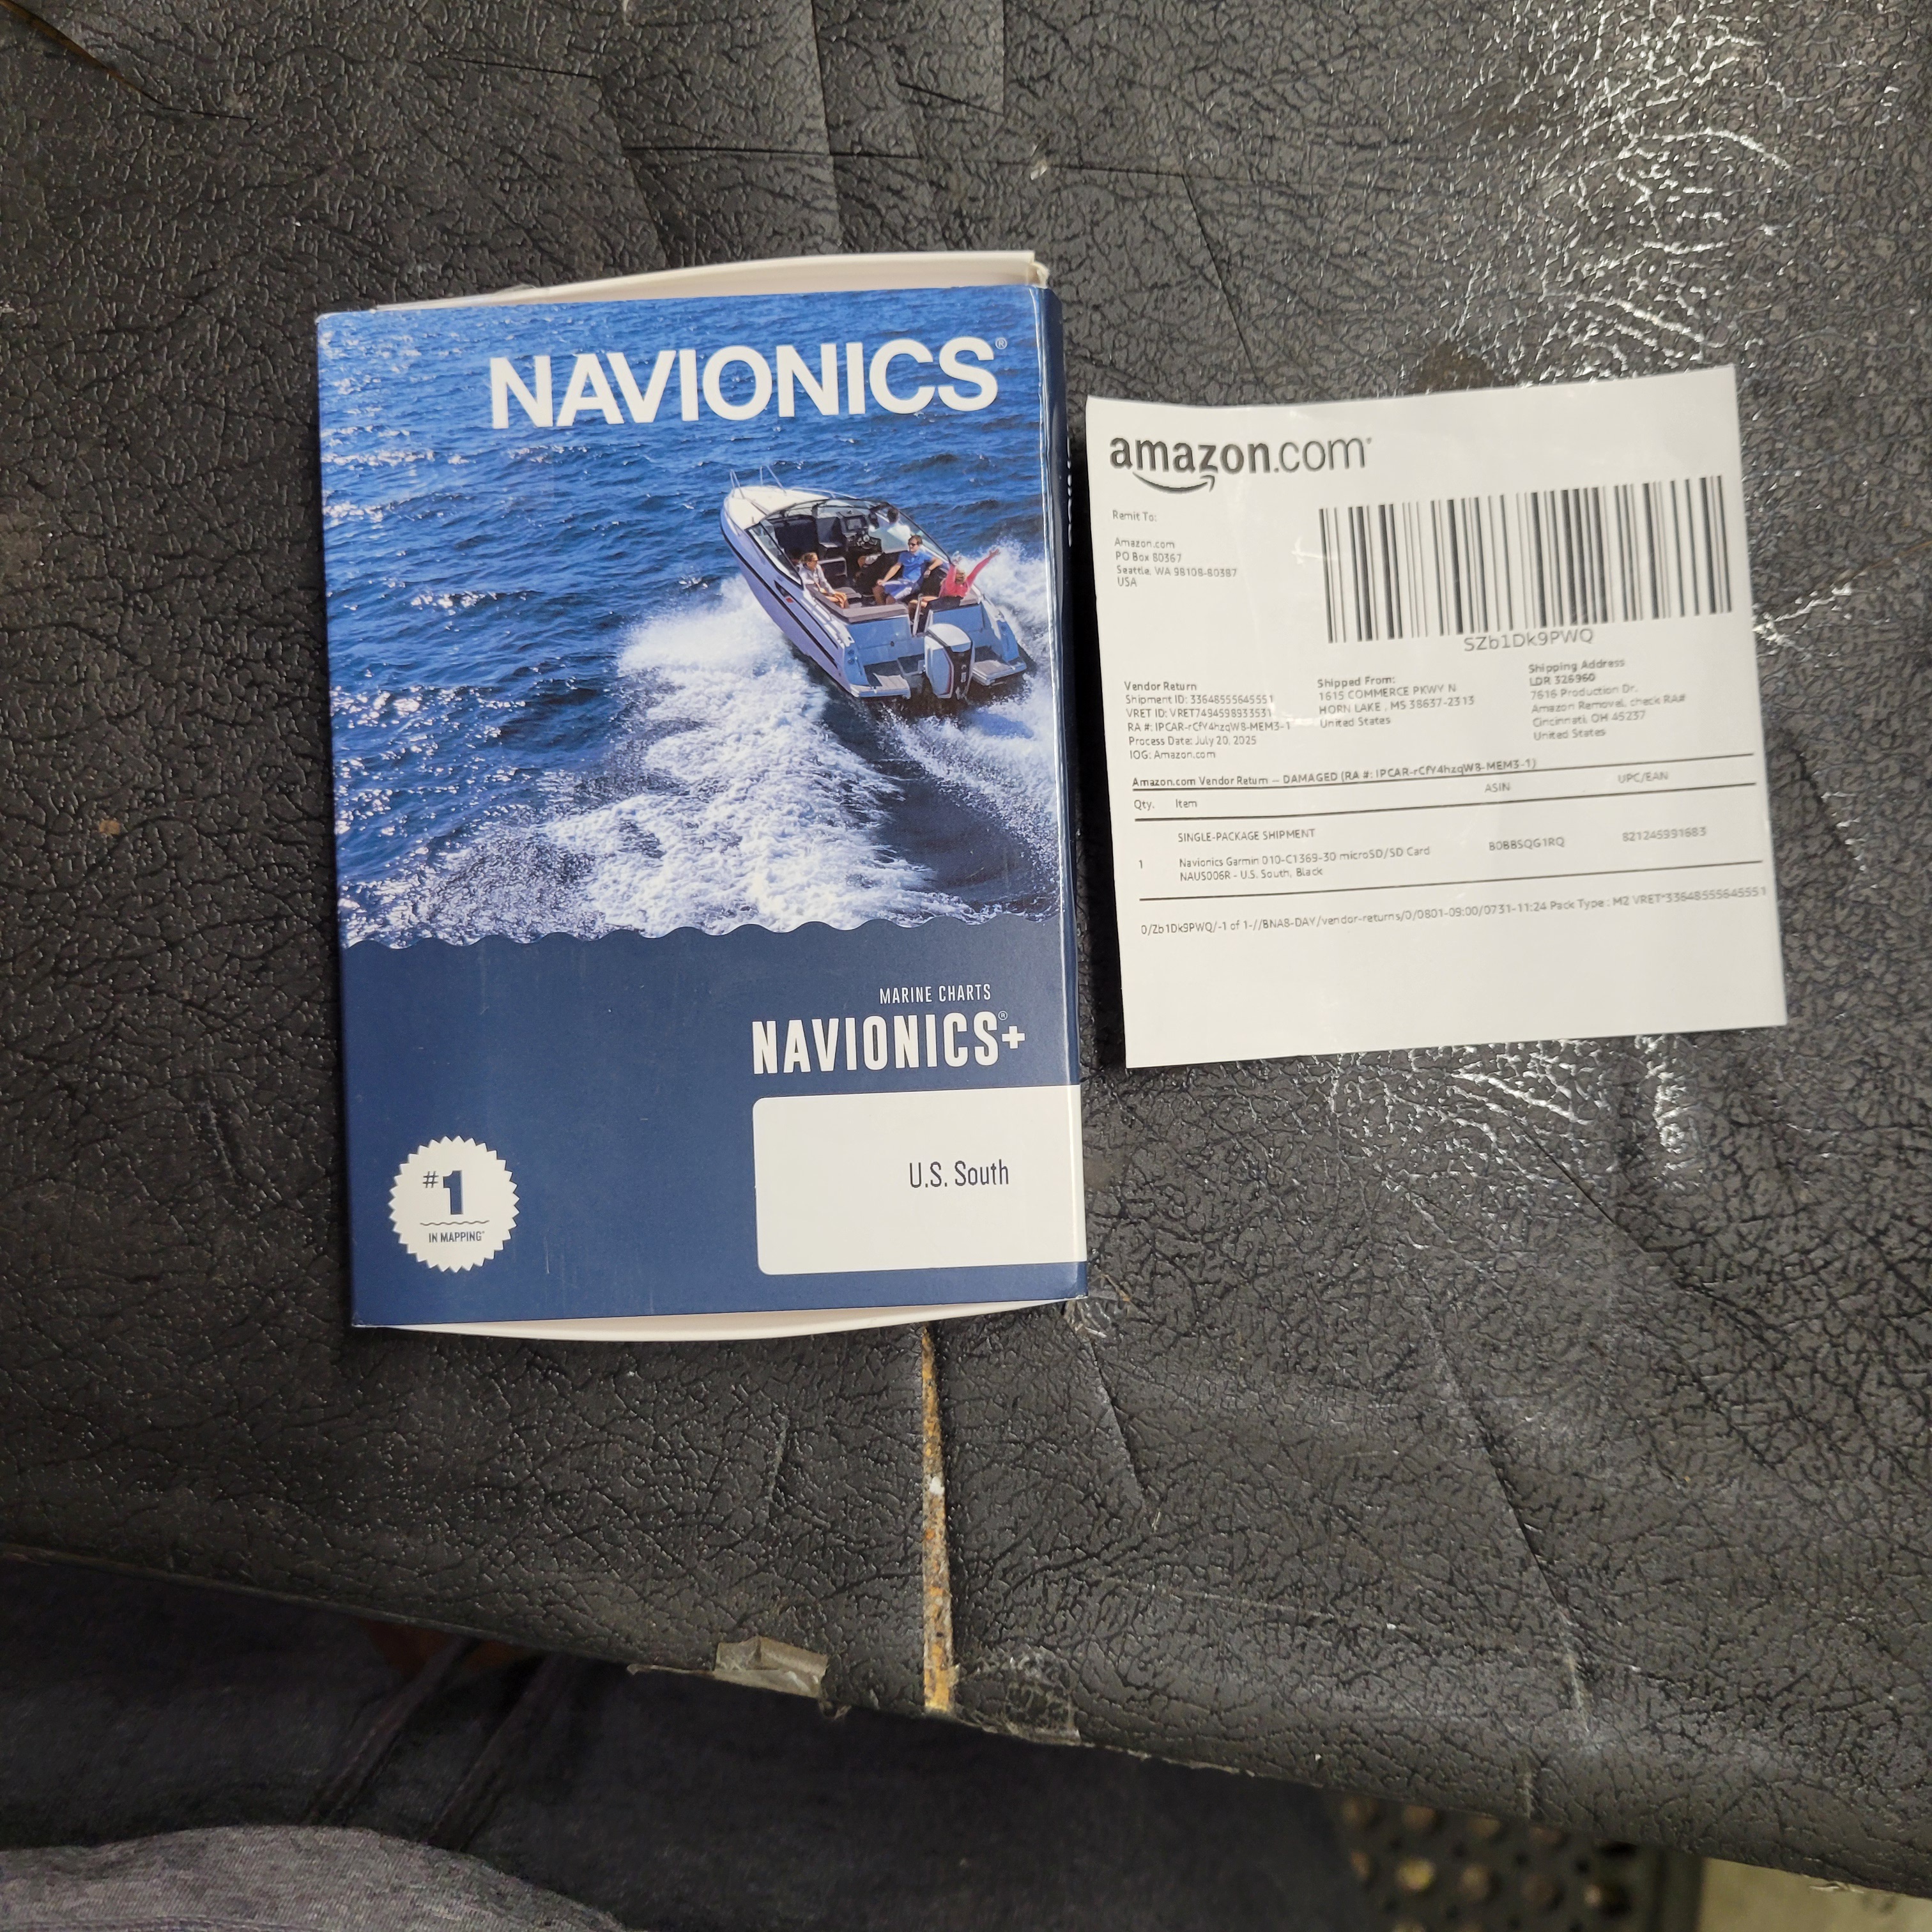 NAVIONICS®
MARINE CHARTS
NAVIONICS®+
U.S. South
#1
IN MAPPING
amazon.com
Remit To:
Amazon.com
PO Box 80367
Seattle, WA 98108-80387
USA
SZb1Dk9PWQ
Vendor Return
Shipment ID: 33648555645551
VRET ID: VRET7494598933531
RA #: IPCAR-rCfY4hzqW8-MEM3-1
Process Date: July 20, 2025
IOG: Amazon.com
Shipped From:
1615 COMMERCE PKWY N
HORN LAKE , MS 38637-2313
United States
Shipping Address
LDR 326960
7616 Production Dr.
Amazon Removal, check RA#
Cincinnati, OH 45237
United States
Amazon.com Vendor Return -- DAMAGED (RA #: IPCAR-rCfY4hzqW8-MEM3-1)
Qty. Item ASIN UPC/EAN
SINGLE-PACKAGE SHIPMENT
1 Navionics Garmin 010-C1369-30 microSD/SD Card B0BBSQG1RQ 821245991683
NAUS006R - U.S. South, Black
0/Zb1Dk9PWQ/-1 of 1-//BNA8-DAY/vendor-returns/0/0801-09:00/0731-11:24 Pack Type : M2 VRET*33648555645551